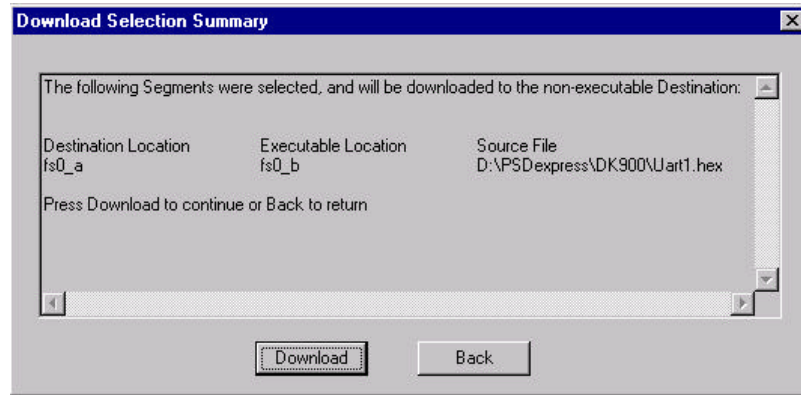 Download Selection Summary
The following Segments were selected, and will be downloaded to the non-executable Destination:
Destination Location Executable Location Source File
fs0_a fs0_b D:\PSDexpress\DK900\Uart1.hex
Press Download to continue or Back to return
Download Back